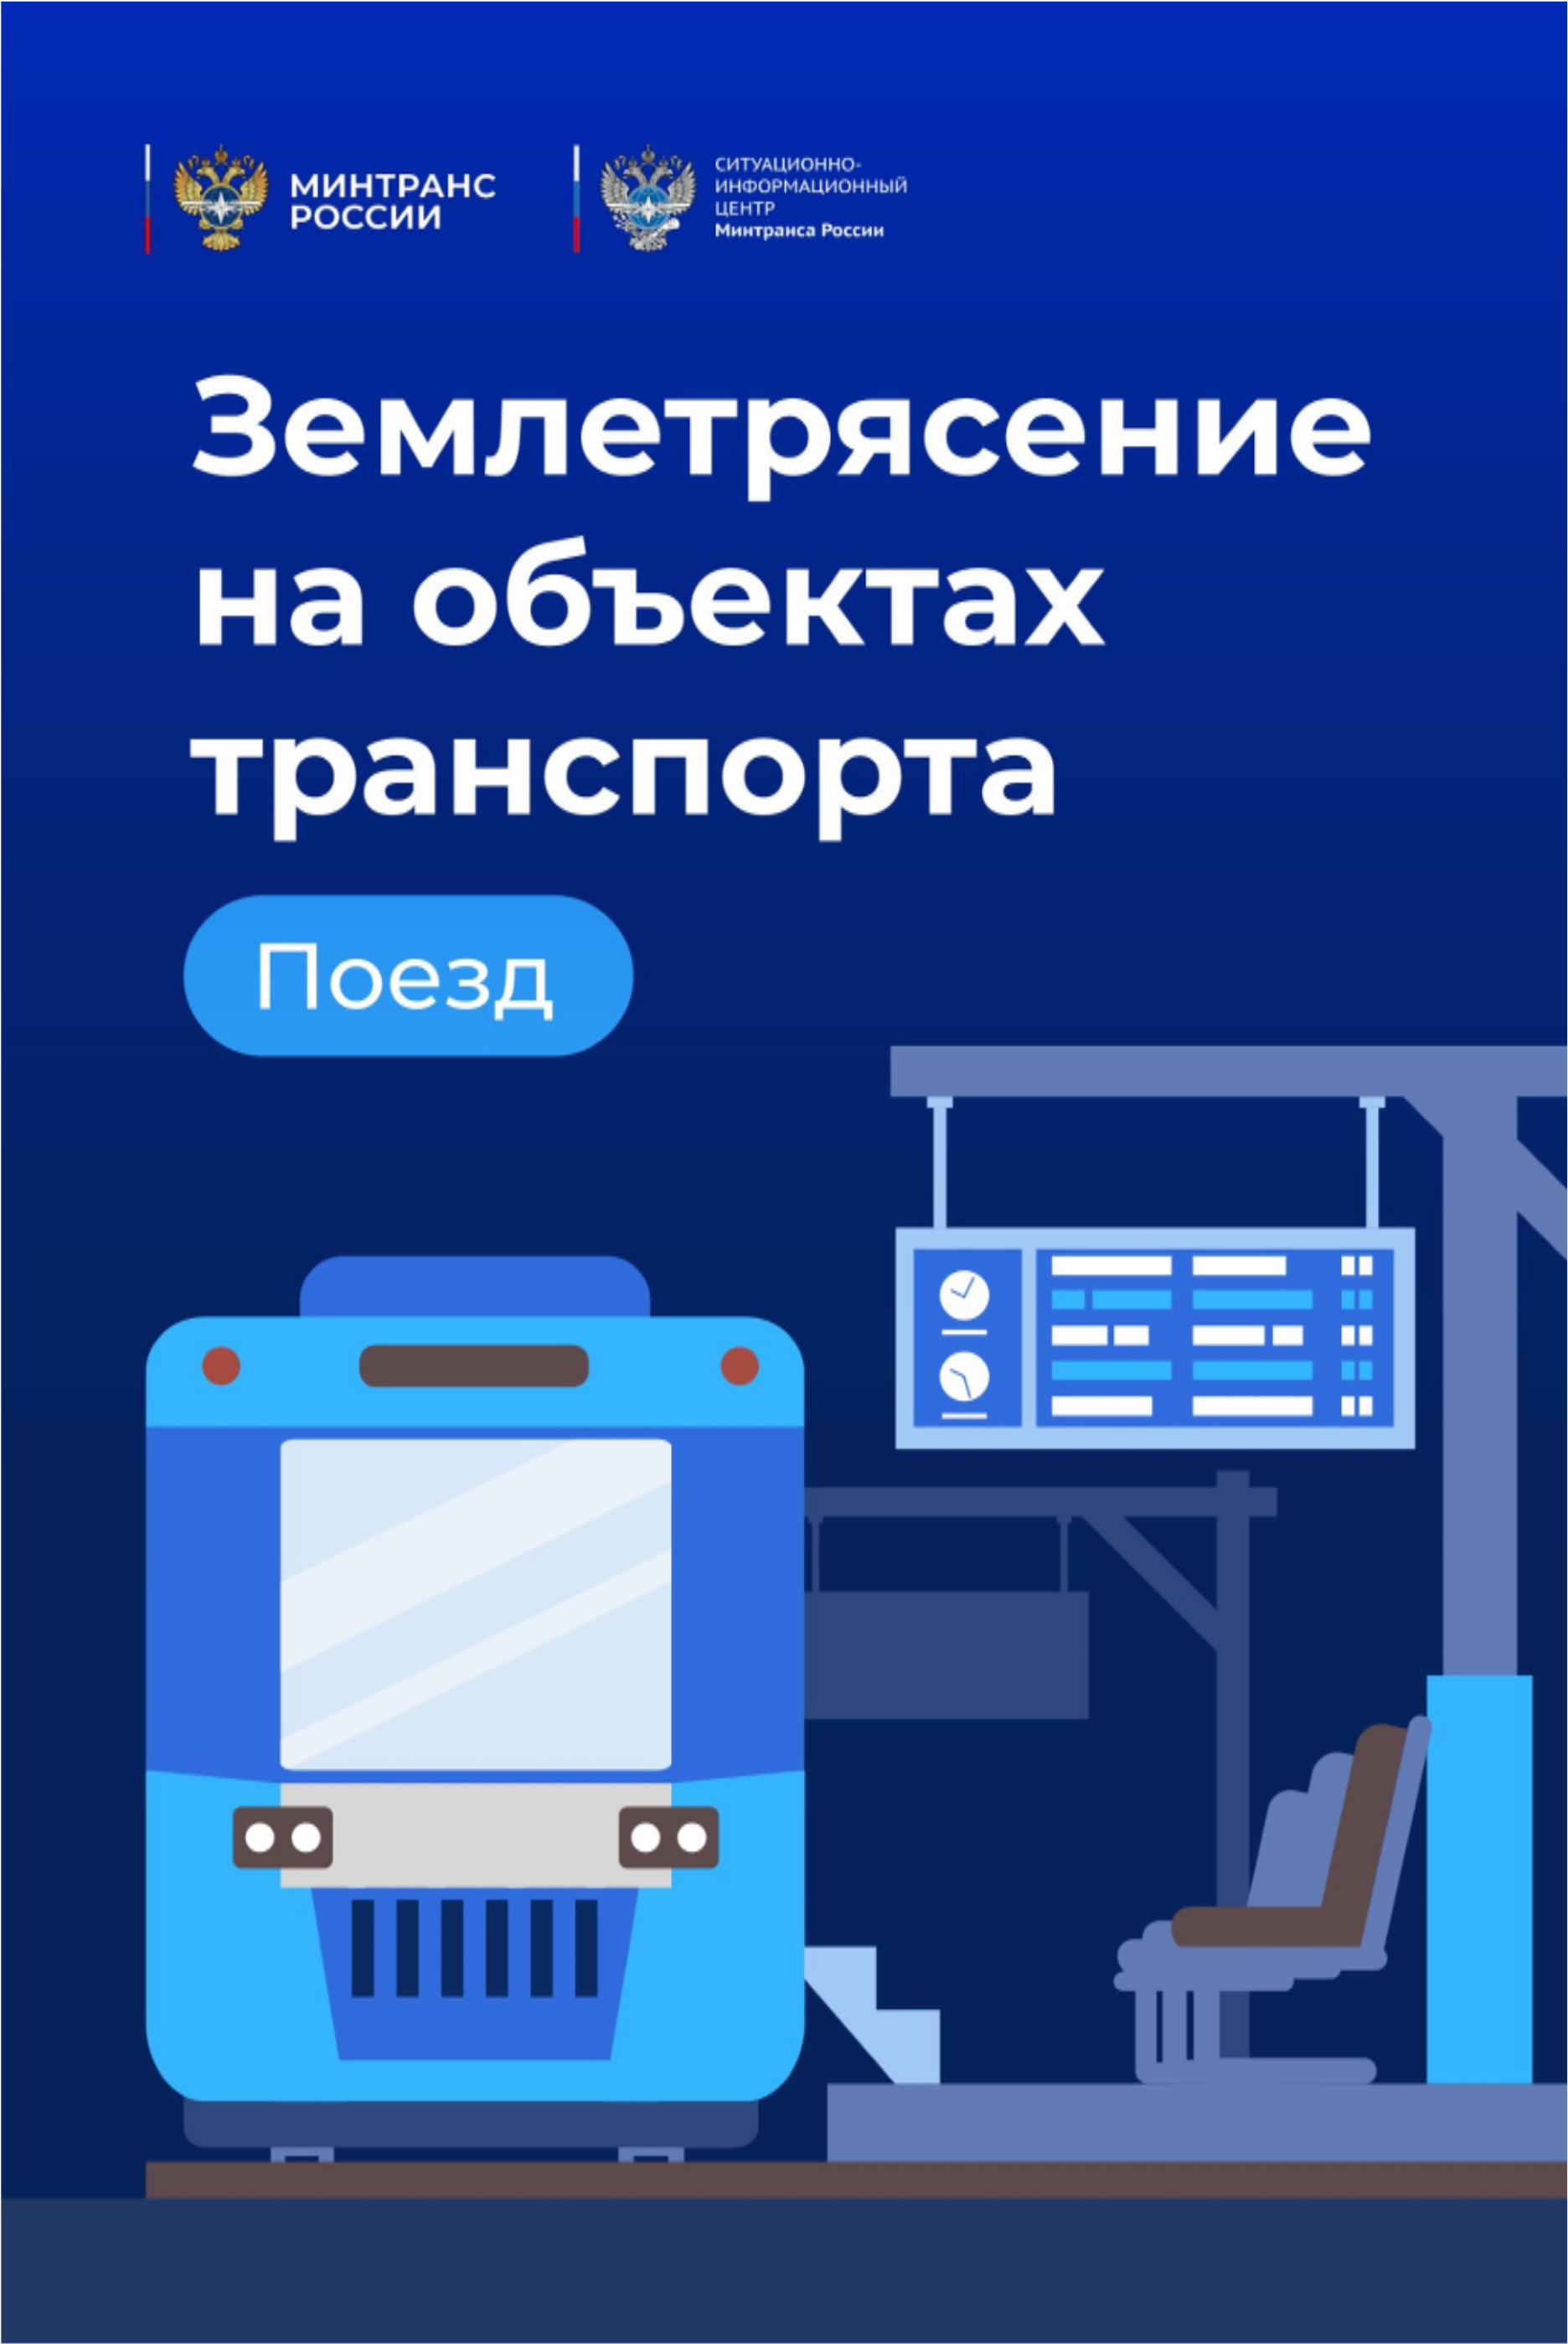 МИНТРАНС
РОССИИ
СИТУАЦИОННО-
ИНФОРМАЦИОННЫЙ
ЦЕНТР
Минтранса России
Землетрясение
на объектах
транспорта
Поезд